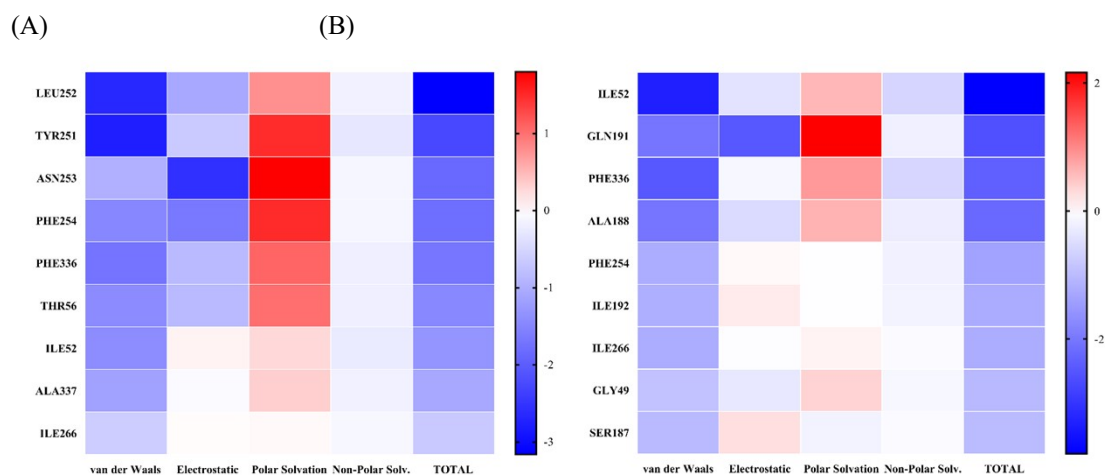 (A) (B)
LEU252
TYR251
ASN253
PHE254
PHE336
THR56
ILE52
ALA337
ILE266
van der Waals Electrostatic Polar Solvation Non-Polar Solv. TOTAL
1
0
-1
-2
-3
ILE52
GLN191
PHE336
ALA188
PHE254
ILE192
ILE266
GLY49
SER187
van der Waals Electrostatic Polar Solvation Non-Polar Solv. TOTAL
2
0
-2